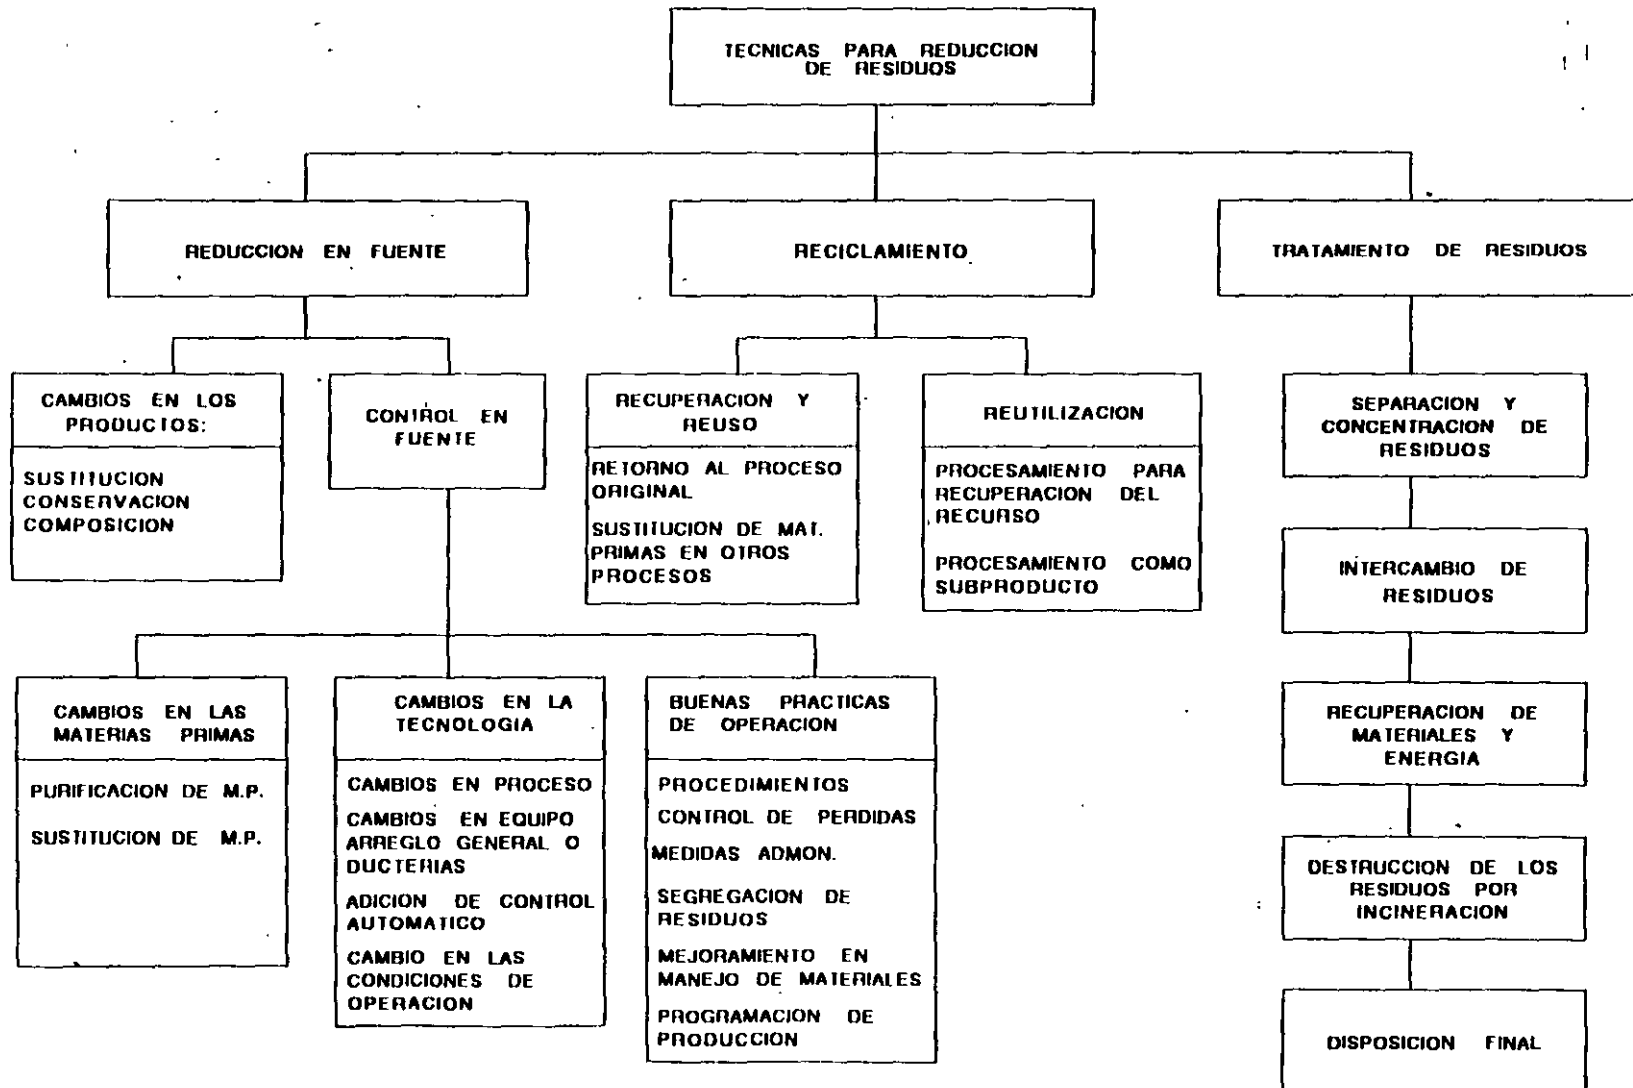 TECNICAS PARA REDUCCION
DE RESIDUOS
REDUCCION EN FUENTE
RECICLAMIENTO
TRATAMIENTO DE RESIDUOS
CAMBIOS EN LOS
PRODUCTOS:
SUSTITUCION
CONSERVACION
COMPOSICION
CONTROL EN
FUENTE
RECUPERACION Y
REUSO
RETORNO AL PROCESO
ORIGINAL
SUSTITUCION DE MAT.
PRIMAS EN OTROS
PROCESOS
REUTILIZACION
PROCESAMIENTO PARA
RECUPERACION DEL
RECURSO
PROCESAMIENTO COMO
SUBPRODUCTO
SEPARACION Y
CONCENTRACION DE
RESIDUOS
INTERCAMBIO DE
RESIDUOS
RECUPERACION DE
MATERIALES Y
ENERGIA
DESTRUCCION DE LOS
RESIDUOS POR
INCINERACION
DISPOSICION FINAL
CAMBIOS EN LAS
MATERIAS PRIMAS
PURIFICACION DE M.P.
SUSTITUCION DE M.P.
CAMBIOS EN LA
TECNOLOGIA
CAMBIOS EN PROCESO
CAMBIOS EN EQUIPO
ARREGLO GENERAL O
DUCTERIAS
ADICION DE CONTROL
AUTOMATICO
CAMBIO EN LAS
CONDICIONES DE
OPERACION
BUENAS PRACTICAS
DE OPERACION
PROCEDIMIENTOS
CONTROL DE PERDIDAS
MEDIDAS ADMON.
SEGREGACION DE
RESIDUOS
MEJORAMIENTO EN
MANEJO DE MATERIALES
PROGRAMACION DE
PRODUCCION